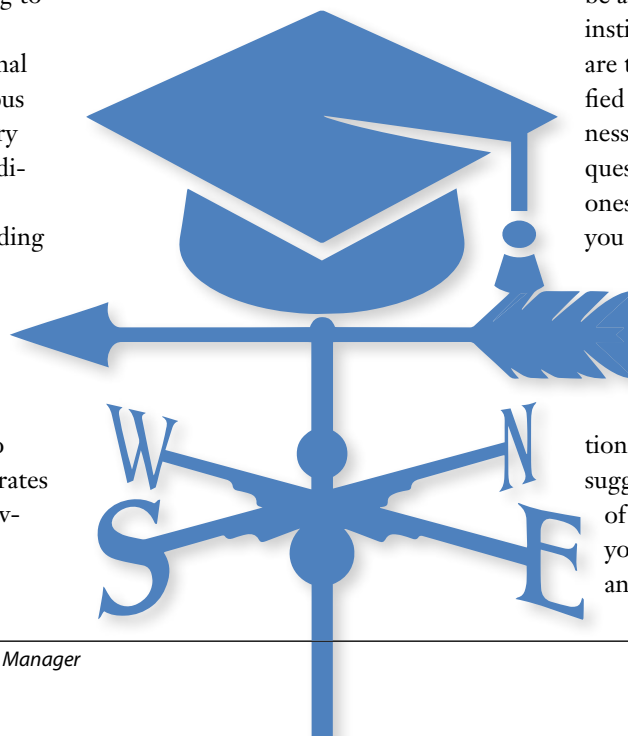 to
nal
ous
ry
di-
ding
rates
v-
be a
insti
are t
fied
ness
ques
ones
you
W
N
S
E
tion
sugg
of
yo
an
Manager